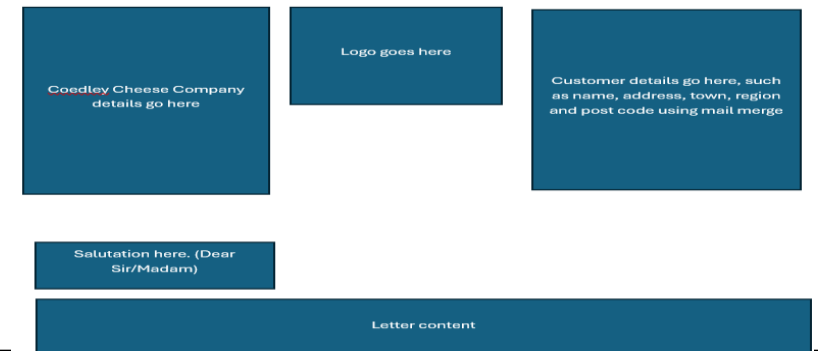 Coedley Cheese Company
details go here
Logo goes here
Customer details go here, such
as name, address, town, region
and post code using mail merge
Salutation here. (Dear
Sir/Madam)
Letter content